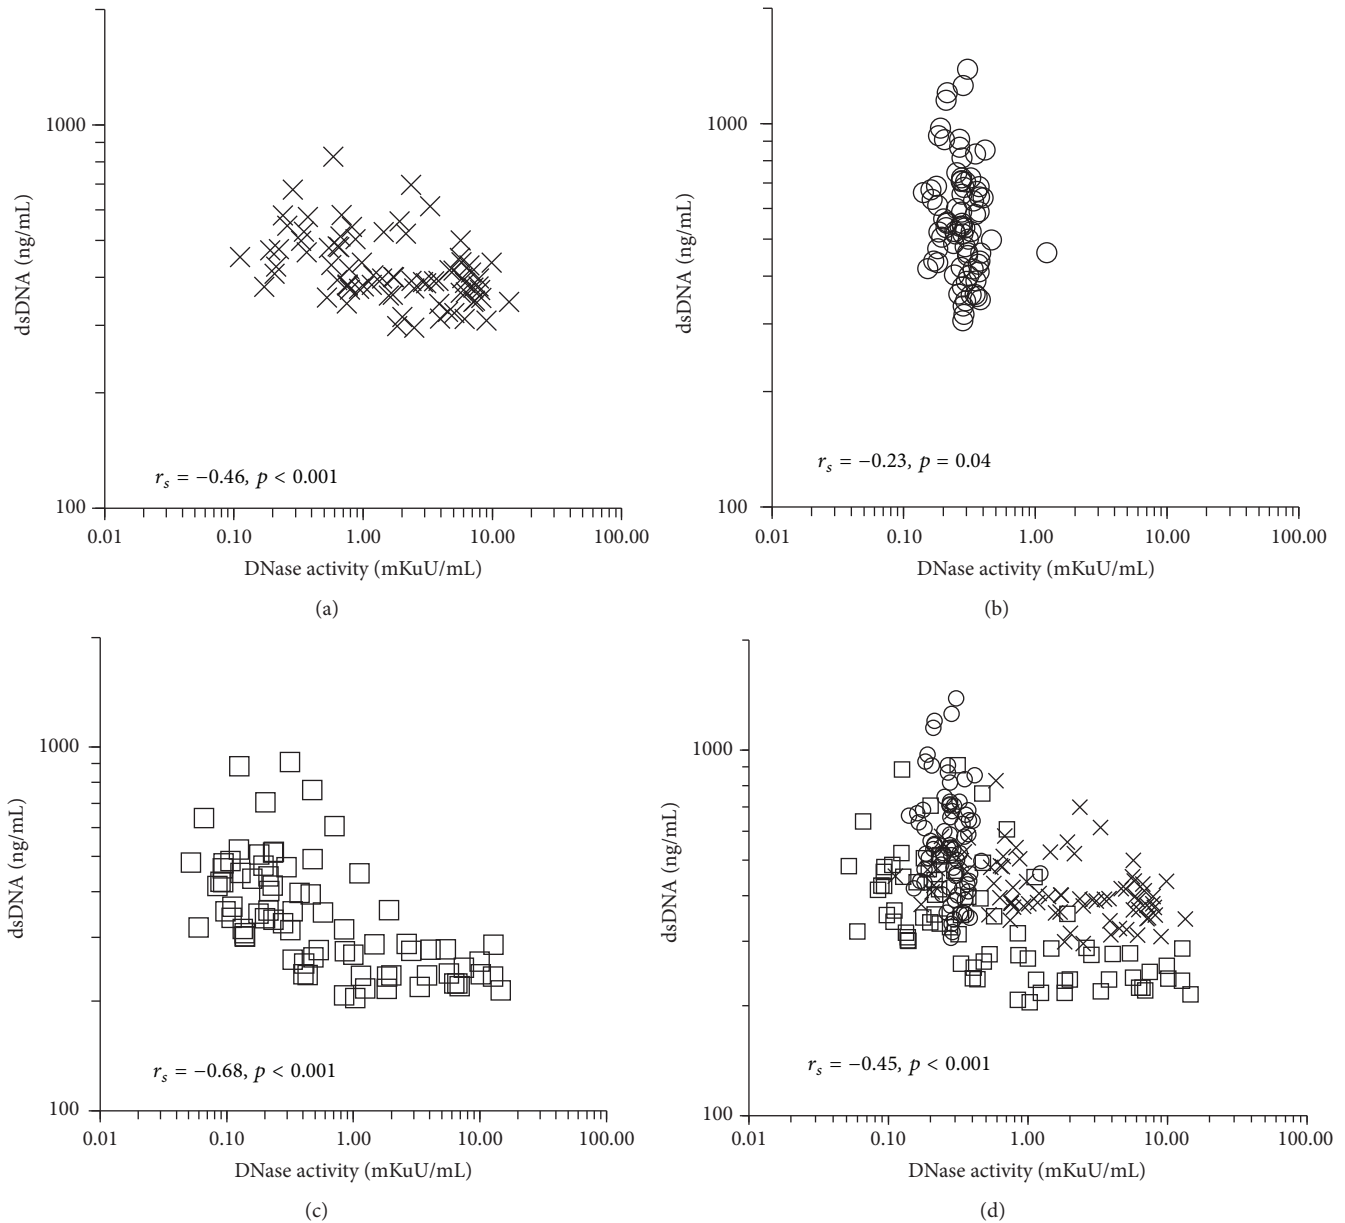 1000
dsDNA (ng/mL)
r_s = −0.46, p < 0.001
100
0.01 0.10 1.00 10.00 100.00
DNase activity (mKuU/mL)
(a)
1000
dsDNA (ng/mL)
r_s = −0.23, p = 0.04
100
0.01 0.10 1.00 10.00 100.00
DNase activity (mKuU/mL)
(b)
1000
dsDNA (ng/mL)
r_s = −0.68, p < 0.001
100
0.01 0.10 1.00 10.00 100.00
DNase activity (mKuU/mL)
(c)
1000
dsDNA (ng/mL)
r_s = −0.45, p < 0.001
100
0.01 0.10 1.00 10.00 100.00
DNase activity (mKuU/mL)
(d)